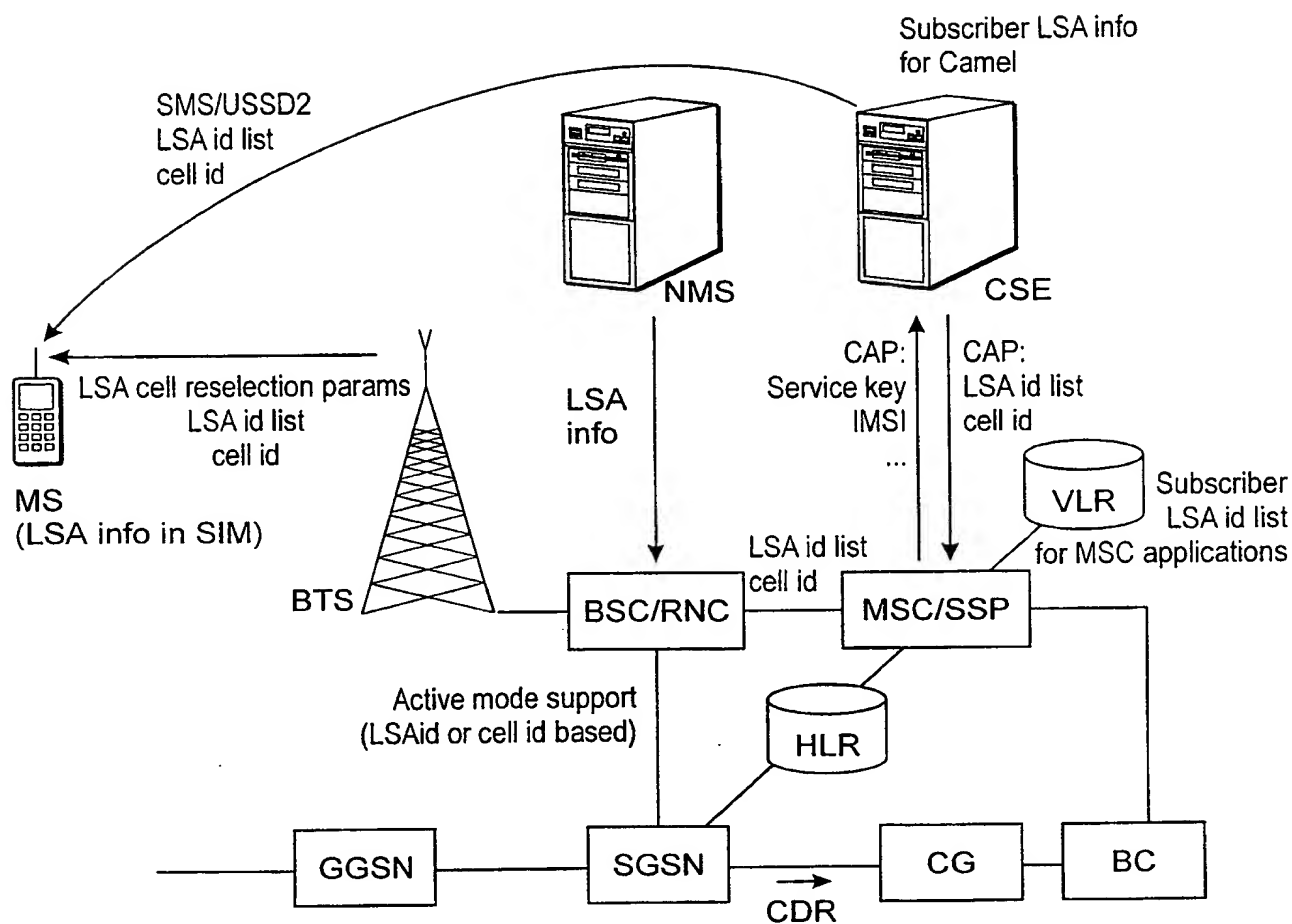 Subscriber LSA info
for Camel
SMS/USSD2
LSA id list
cell id
NMS
CSE
LSA cell reselection params
LSA id list
cell id
MS
(LSA info in SIM)
BTS
LSA
info
CAP:
Service key
IMSI
...
CAP:
LSA id list
cell id
VLR
Subscriber
LSA id list
for MSC applications
LSA id list
cell id
BSC/RNC
MSC/SSP
Active mode support
(LSAid or cell id based)
HLR
GGSN
SGSN
CDR
CG
BC